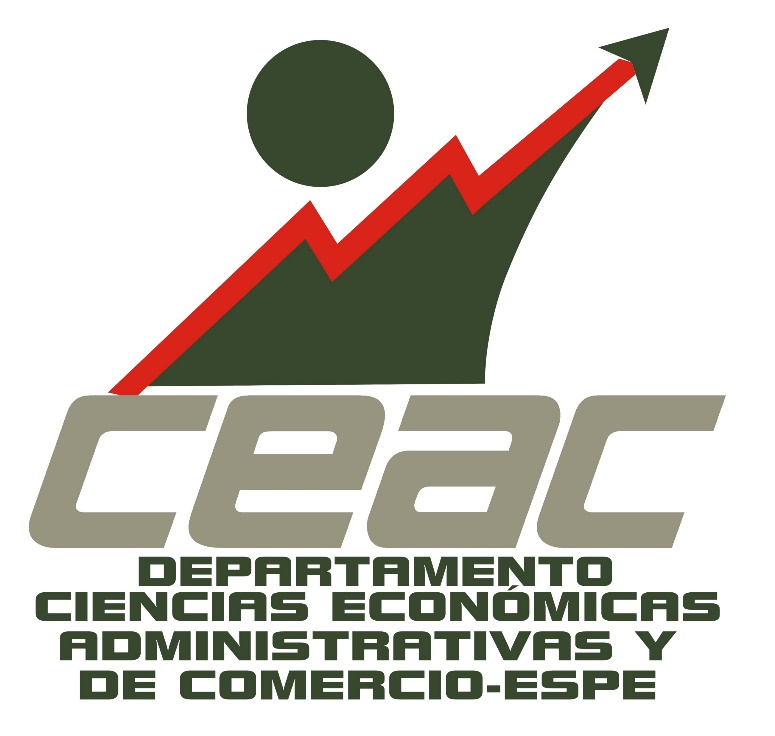 ceac
DEPARTAMENTO
CIENCIAS ECONÓMICAS
ADMINISTRATIVAS Y
DE COMERCIO-ESPE